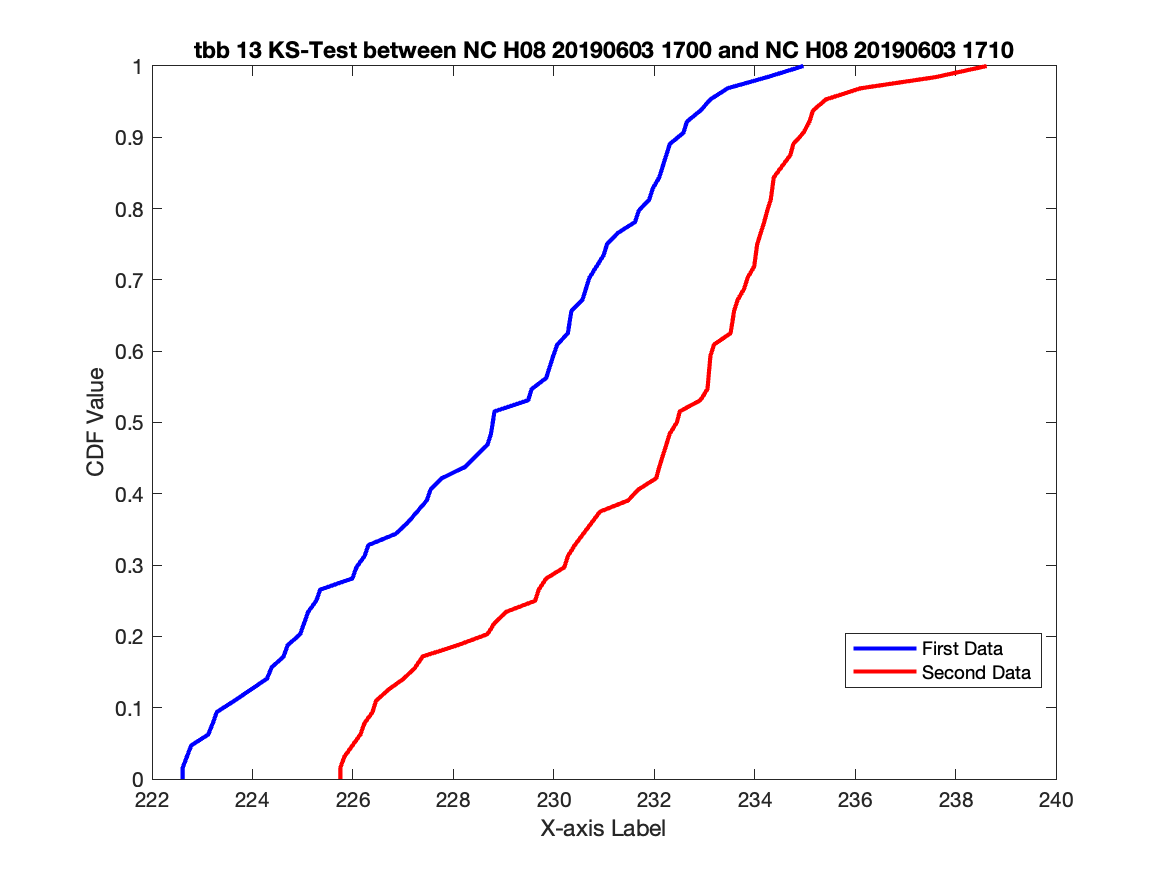 tbb 13 KS-Test between NC H08 20190603 1700 and NC H08 20190603 1710
1
0.9
0.8
0.7
0.6
0.5
0.4
0.3
0.2
0.1
0
CDF Value
First Data
Second Data
222 224 226 228 230 232 234 236 238 240
X-axis Label